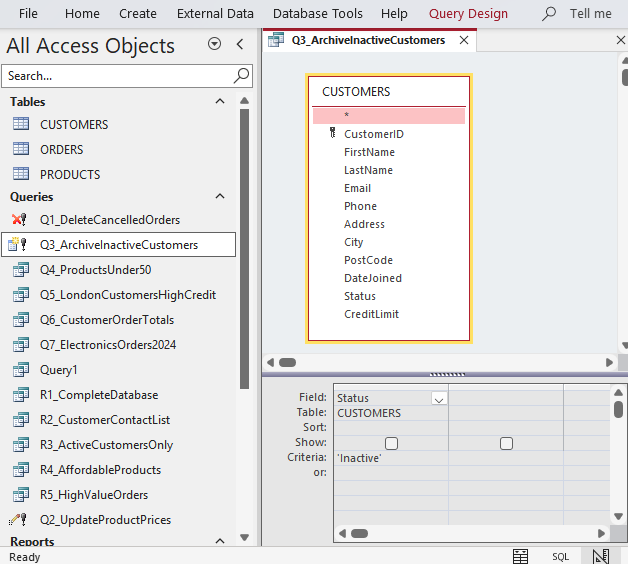 File Home Create External Data Database Tools Help Query Design Tell me
All Access Objects
Search...
Tables
CUSTOMERS
ORDERS
PRODUCTS
Queries
Q1_DeleteCancelledOrders
Q3_ArchiveInactiveCustomers
Q4_ProductsUnder50
Q5_LondonCustomersHighCredit
Q6_CustomerOrderTotals
Q7_ElectronicsOrders2024
Query1
R1_CompleteDatabase
R2_CustomerContactList
R3_ActiveCustomersOnly
R4_AffordableProducts
R5_HighValueOrders
Q2_UpdateProductPrices
Reports
Q3_ArchiveInactiveCustomers
CUSTOMERS
*
CustomerID
FirstName
LastName
Email
Phone
Address
City
PostCode
DateJoined
Status
CreditLimit
Field: Status
Table: CUSTOMERS
Sort:
Show:
Criteria: 'Inactive'
or:
Ready SQL